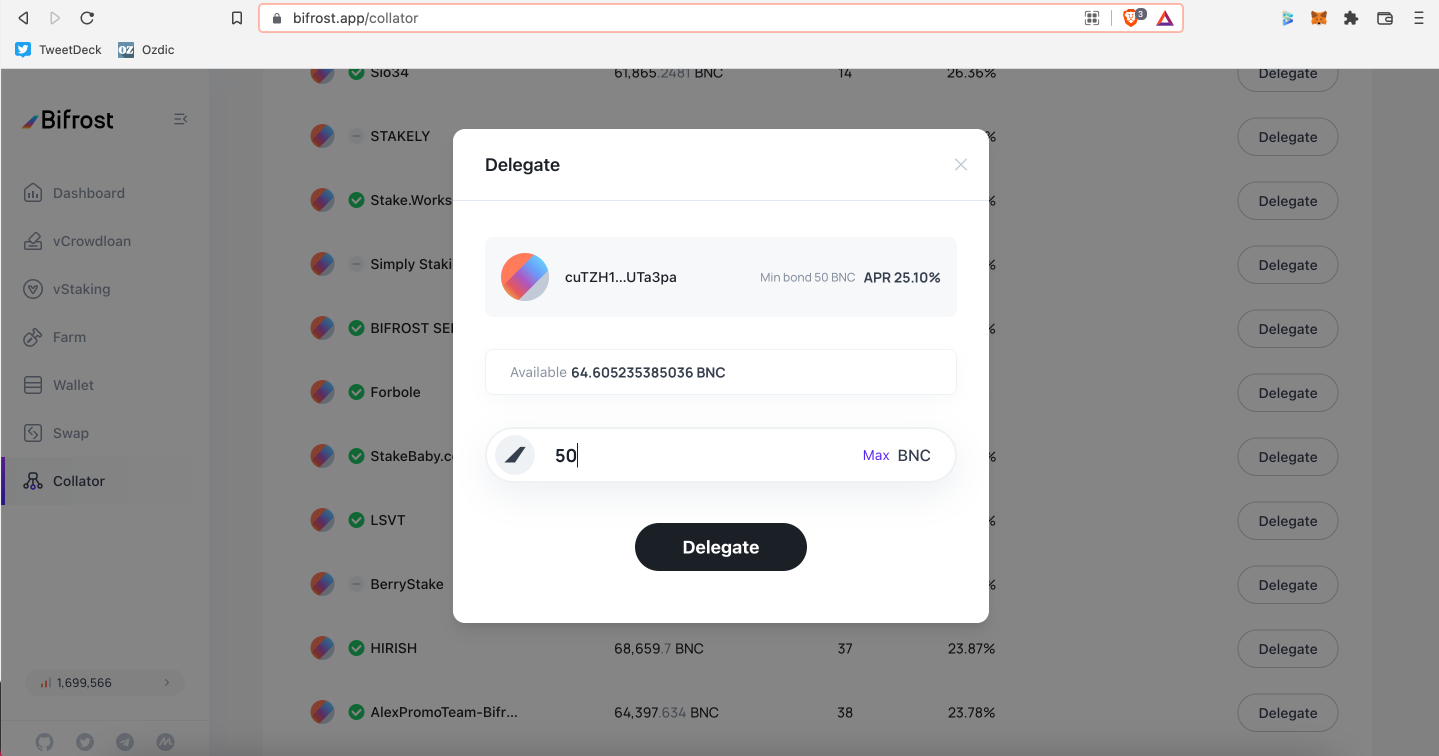 bifrost.app/collator
3
TweetDeck
OZ Ozdic
Bifrost
Dashboard
vCrowdloan
vStaking
Farm
Wallet
Swap
Collator
1,699,566
Sio34 61,865.2481 BNC 14 26.36% Delegate
STAKELY % Delegate
Stake.Works % Delegate
Simply Staki % Delegate
BIFROST SE % Delegate
Forbole % Delegate
StakeBaby.c % Delegate
LSVT % Delegate
BerryStake % Delegate
HIRISH 68,659.7 BNC 37 23.87% Delegate
AlexPromoTeam-Bifr... 64,397.634 BNC 38 23.78% Delegate
Delegate
cuTZH1...UTa3pa Min bond 50 BNC APR 25.10%
Available 64.605235385036 BNC
50 Max BNC
Delegate